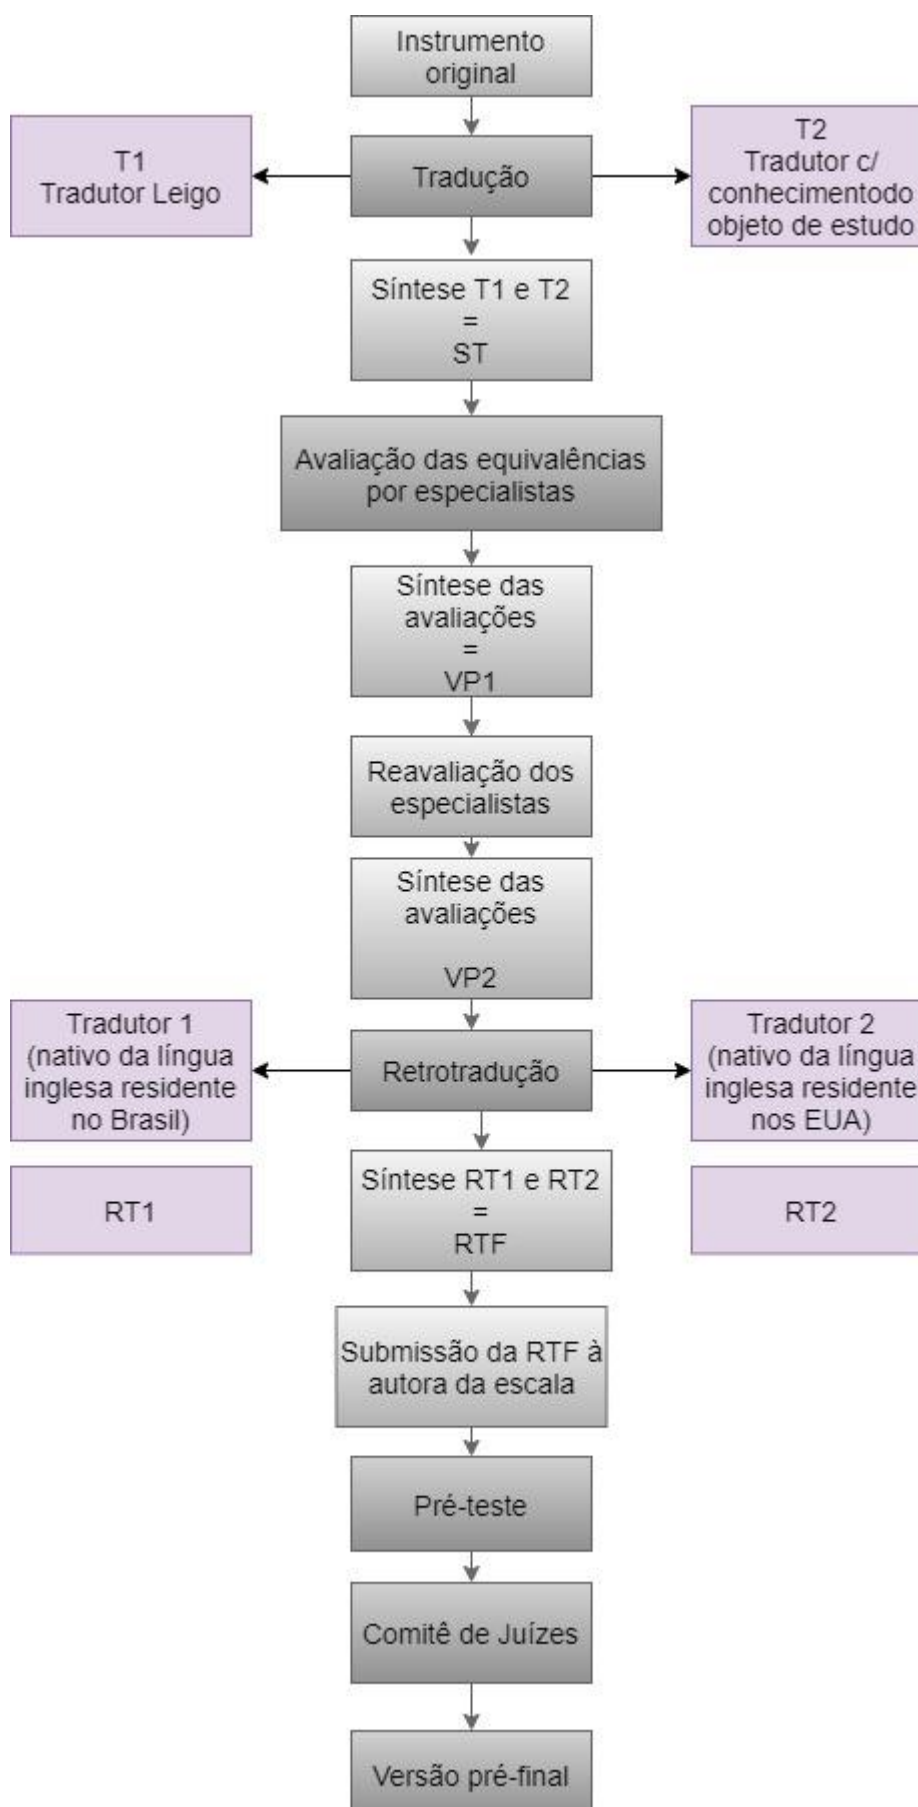 Instrumento
original
T1
Tradutor Leigo
Tradução
T2
Tradutor c/
conhecimentodo
objeto de estudo
Síntese T1 e T2
=
ST
Avaliação das equivalências
por especialistas
Síntese das
avaliações
=
VP1
Reavaliação dos
especialistas
Síntese das
avaliações
VP2
Tradutor 1
(nativo da língua
inglesa residente
no Brasil)
Retrotradução
Tradutor 2
(nativo da língua
inglesa residente
nos EUA)
RT1
Síntese RT1 e RT2
=
RTF
RT2
Submissão da RTF à
autora da escala
Pré-teste
Comitê de Juízes
Versão pré-final